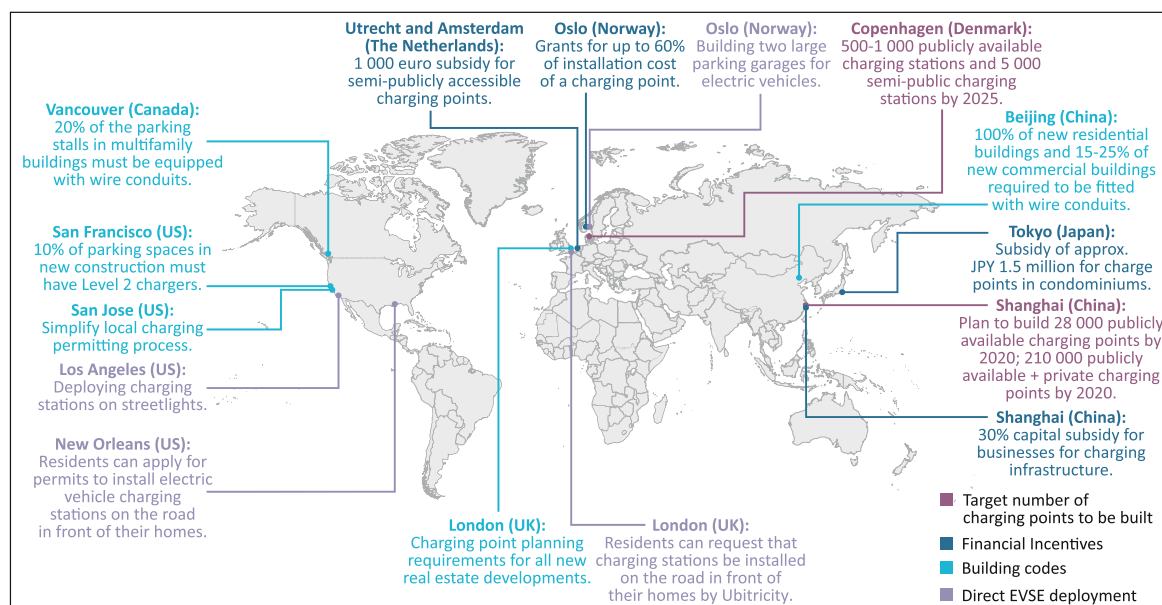 Utrecht and Amsterdam
(The Netherlands):
1 000 euro subsidy for
semi-publicly accessible
charging points.
Oslo (Norway):
Grants for up to 60%
of installation cost
of a charging point.
Oslo (Norway):
Building two large
parking garages for
electric vehicles.
Copenhagen (Denmark):
500-1 000 publicly available
charging stations and 5 000
semi-public charging
stations by 2025.
Vancouver (Canada):
20% of the parking
stalls in multifamily
buildings must be equipped
with wire conduits.
San Francisco (US):
10% of parking spaces in
new construction must
have Level 2 chargers.
San Jose (US):
Simplify local charging
permitting process.
Los Angeles (US):
Deploying charging
stations on streetlights.
New Orleans (US):
Residents can apply for
permits to install electric
vehicle charging
stations on the road
in front of their homes.
London (UK):
Charging point planning
requirements for all new
real estate developments.
London (UK):
Residents can request that
charging stations be installed
on the road in front of
their homes by Ubitricity.
Beijing (China):
100% of new residential
buildings and 15-25% of
new commercial buildings
required to be fitted
with wire conduits.
Tokyo (Japan):
Subsidy of approx.
JPY 1.5 million for charge
points in condominiums.
Shanghai (China):
Plan to build 28 000 publicly
available charging points by
2020; 210 000 publicly
available + private charging
points by 2020.
Shanghai (China):
30% capital subsidy for
businesses for charging
infrastructure.
Target number of
charging points to be built
Financial Incentives
Building codes
Direct EVSE deployment